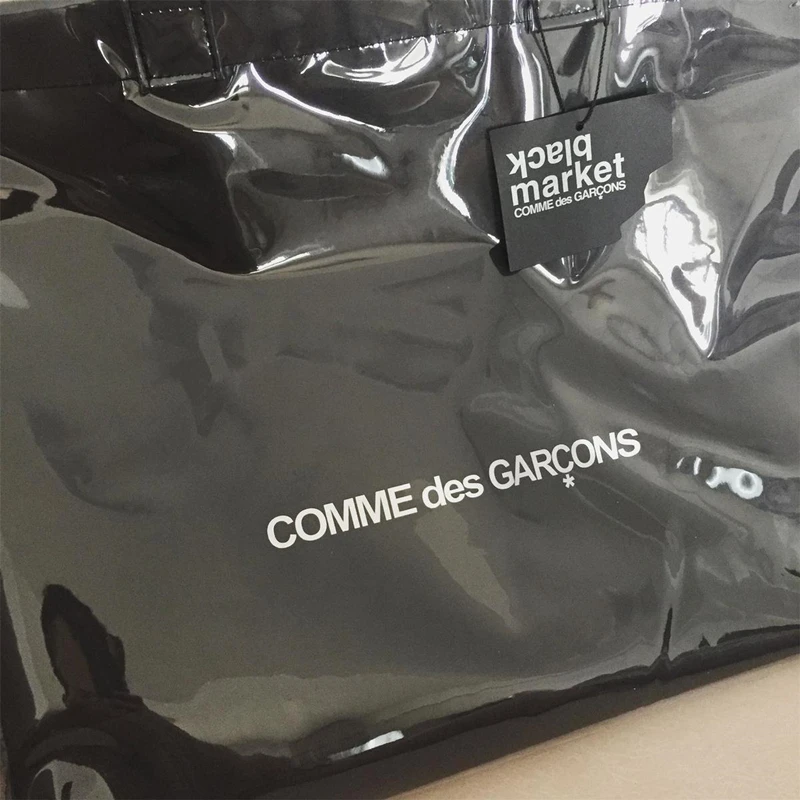 black
market
COMME des GARÇONS
COMME des GARÇONS
*